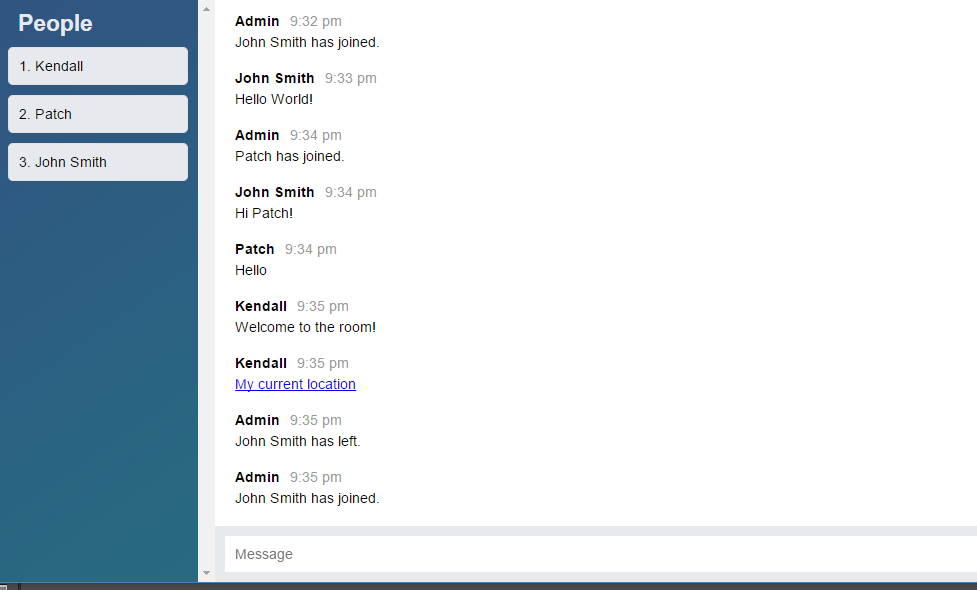 People
1. Kendall
2. Patch
3. John Smith
Admin 9:32 pm
John Smith has joined.
John Smith 9:33 pm
Hello World!
Admin 9:34 pm
Patch has joined.
John Smith 9:34 pm
Hi Patch!
Patch 9:34 pm
Hello
Kendall 9:35 pm
Welcome to the room!
Kendall 9:35 pm
My current location
Admin 9:35 pm
John Smith has left.
Admin 9:35 pm
John Smith has joined.
Message